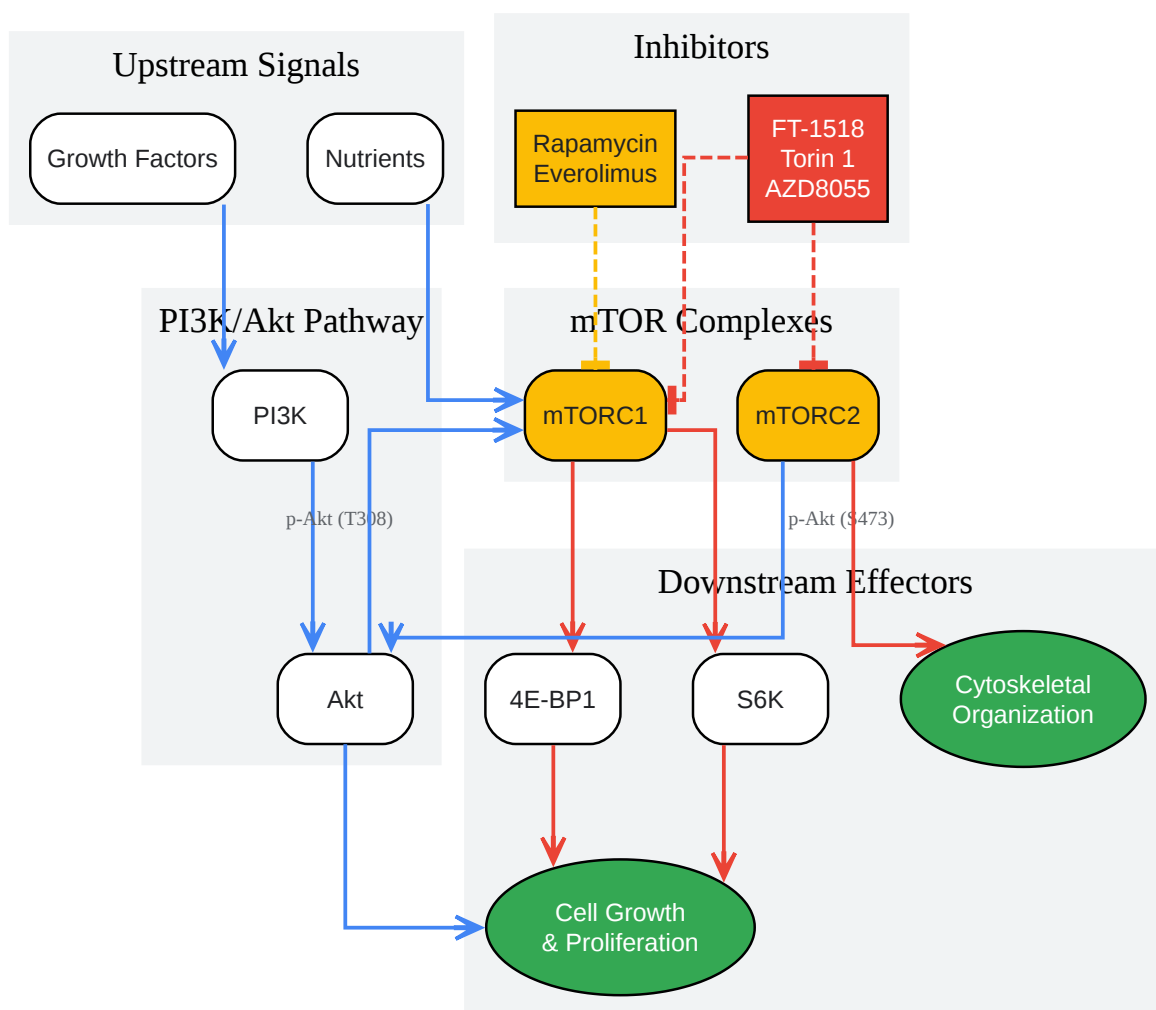 Upstream Signals
Inhibitors
Growth Factors
Nutrients
Rapamycin
Everolimus
FT-1518
Torin 1
AZD8055
PI3K/Akt Pathway
mTOR Complexes
PI3K
mTORC1
mTORC2
p-Akt (T308)
p-Akt (S473)
Downstream Effectors
Akt
4E-BP1
S6K
Cytoskeletal
Organization
Cell Growth
& Proliferation